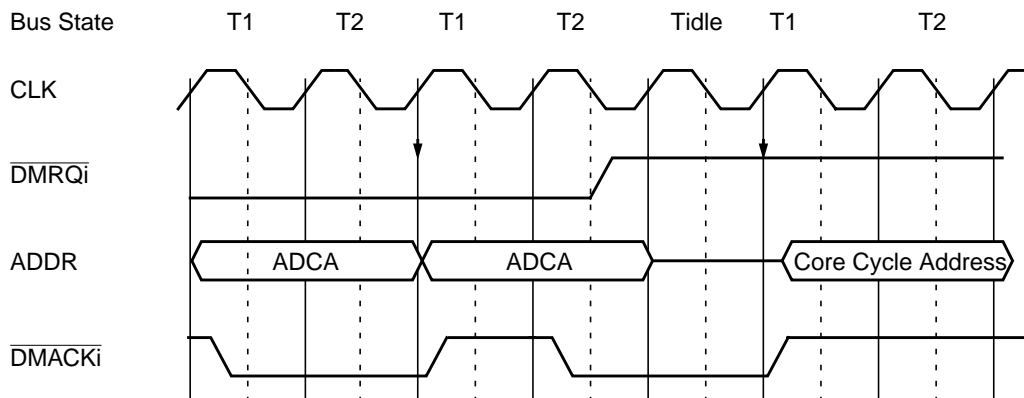 Bus State T1 T2 T1 T2 Tidle T1 T2
CLK
DMRQi
ADDR ADCA ADCA Core Cycle Address
DMACKi